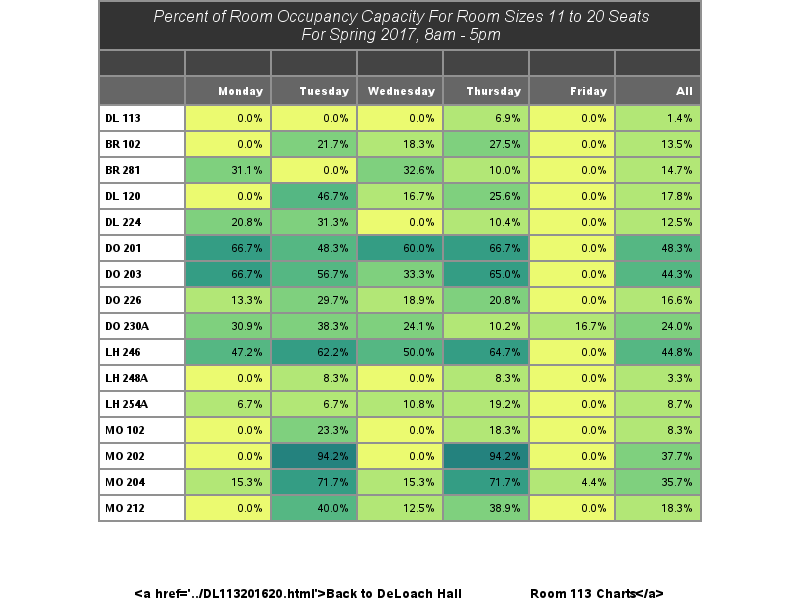 Percent of Room Occupancy Capacity For Room Sizes 11 to 20 Seats
For Spring 2017, 8am - 5pm
Monday Tuesday Wednesday Thursday Friday All
DL 113 0.0% 0.0% 0.0% 6.9% 0.0% 1.4%
BR 102 0.0% 21.7% 18.3% 27.5% 0.0% 13.5%
BR 281 31.1% 0.0% 32.6% 10.0% 0.0% 14.7%
DL 120 0.0% 46.7% 16.7% 25.6% 0.0% 17.8%
DL 224 20.8% 31.3% 0.0% 10.4% 0.0% 12.5%
DO 201 66.7% 48.3% 60.0% 66.7% 0.0% 48.3%
DO 203 66.7% 56.7% 33.3% 65.0% 0.0% 44.3%
DO 226 13.3% 29.7% 18.9% 20.8% 0.0% 16.6%
DO 230A 30.9% 38.3% 24.1% 10.2% 16.7% 24.0%
LH 246 47.2% 62.2% 50.0% 64.7% 0.0% 44.8%
LH 248A 0.0% 8.3% 0.0% 8.3% 0.0% 3.3%
LH 254A 6.7% 6.7% 10.8% 19.2% 0.0% 8.7%
MO 102 0.0% 23.3% 0.0% 18.3% 0.0% 8.3%
MO 202 0.0% 94.2% 0.0% 94.2% 0.0% 37.7%
MO 204 15.3% 71.7% 15.3% 71.7% 4.4% 35.7%
MO 212 0.0% 40.0% 12.5% 38.9% 0.0% 18.3%
<a href='../DL113201620.html'>Back to DeLoach Hall Room 113 Charts</a>